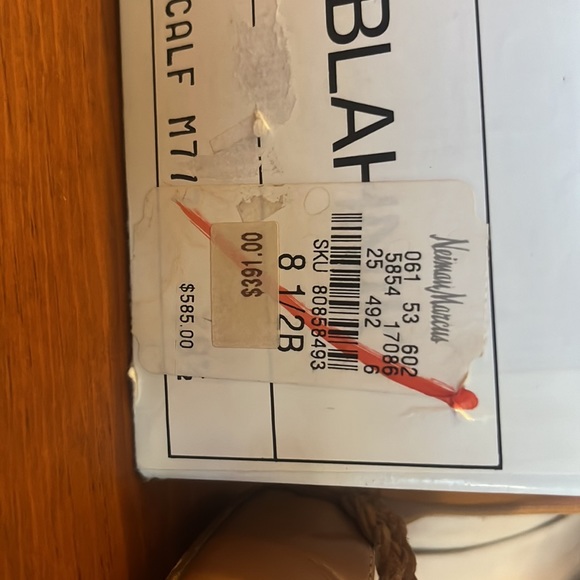 BLAH
CALF
Neiman Marcus
061 53 602
5854 17086
25 492 6
SKU 80858493
8 1/2B
$391.00
$585.00